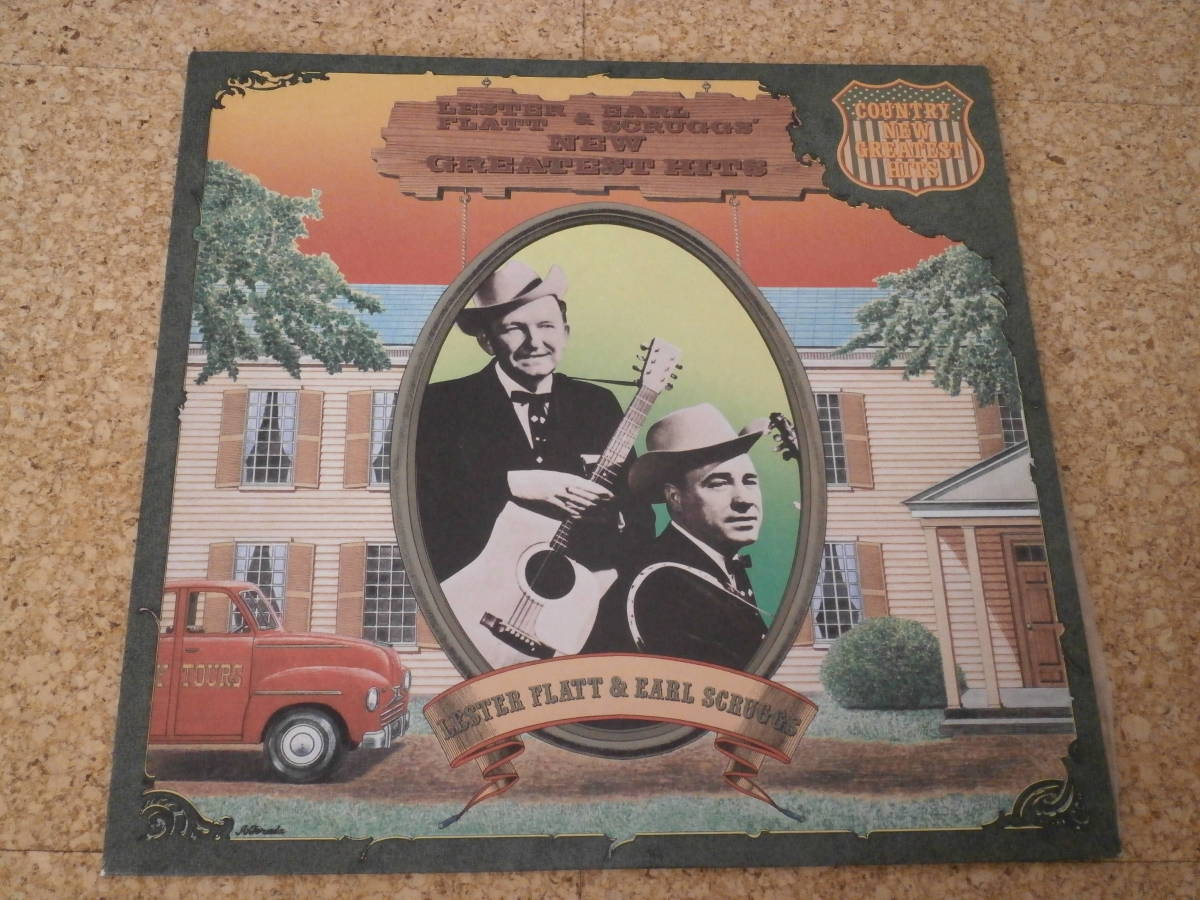 LESTER FLATT & EARL SCRUGGS'
NEW
GREATEST HITS
COUNTRY
NEW
GREATEST
HITS
Y TOURS
LESTER FLATT & EARL SCRUGGS